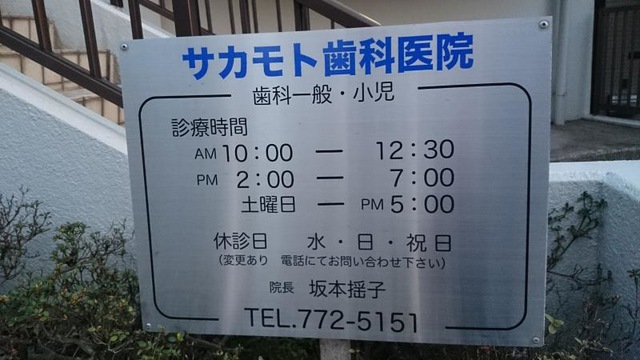 サカモト歯科医院
歯科一般・小児
診療時間
AM 10:00 — 12:30
PM 2:00 — 7:00
土曜日 — PM 5:00
休診日 水・日・祝日
(変更あり 電話にてお問い合わせ下さい)
院長 坂本揺子
TEL.772-5151